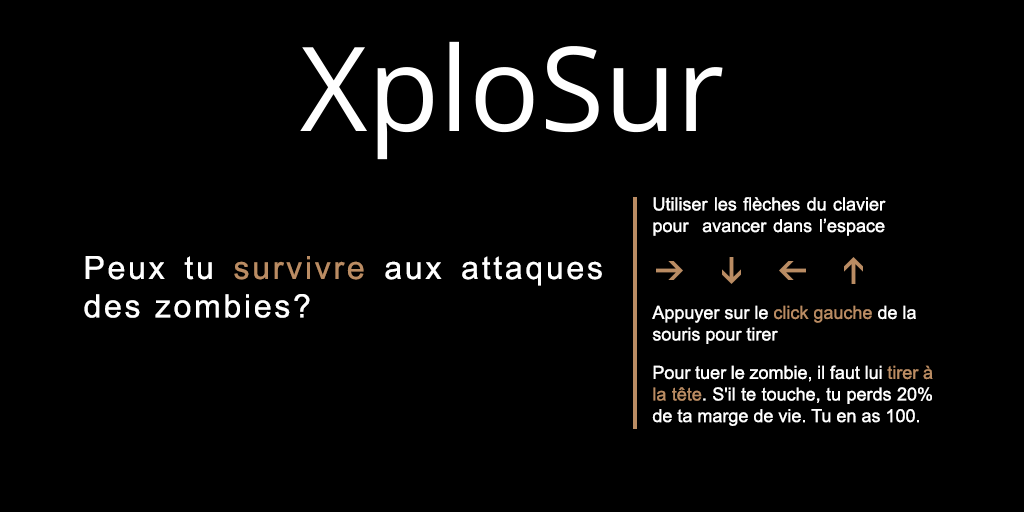 XploSur
Peux tu survivre aux attaques
des zombies?
Utiliser les flèches du clavier
pour avancer dans l'espace
→ ↓ ← ↑
Appuyer sur le click gauche de la
souris pour tirer
Pour tuer le zombie, il faut lui tirer à
la tête. S'il te touche, tu perds 20%
de ta marge de vie. Tu en as 100.